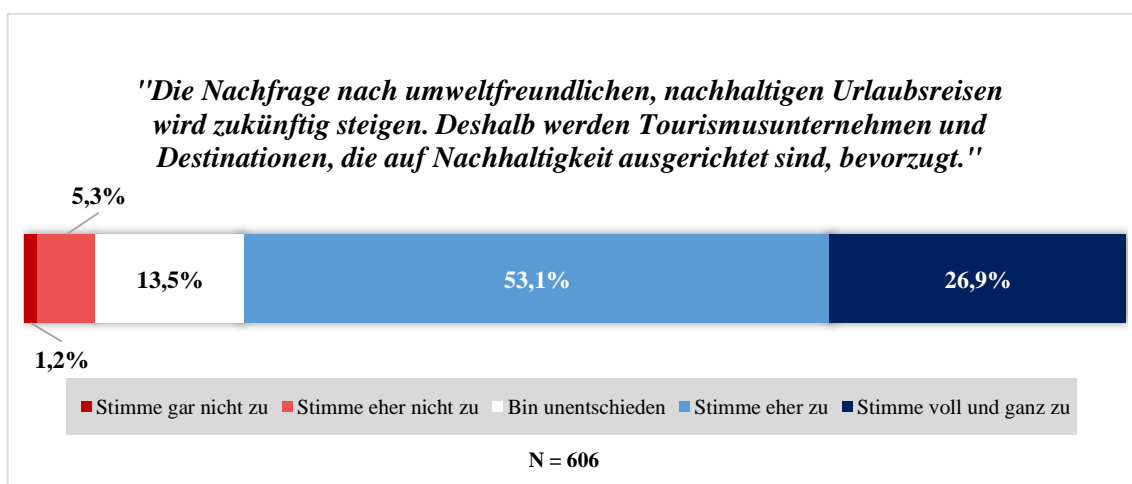 "Die Nachfrage nach umweltfreundlichen, nachhaltigen Urlaubsreisen
wird zukünftig steigen. Deshalb werden Tourismusunternehmen und
Destinationen, die auf Nachhaltigkeit ausgerichtet sind, bevorzugt."
5,3%
13,5%
53,1%
26,9%
1,2%
Stimme gar nicht zu Stimme eher nicht zu Bin unentschieden Stimme eher zu Stimme voll und ganz zu
N = 606